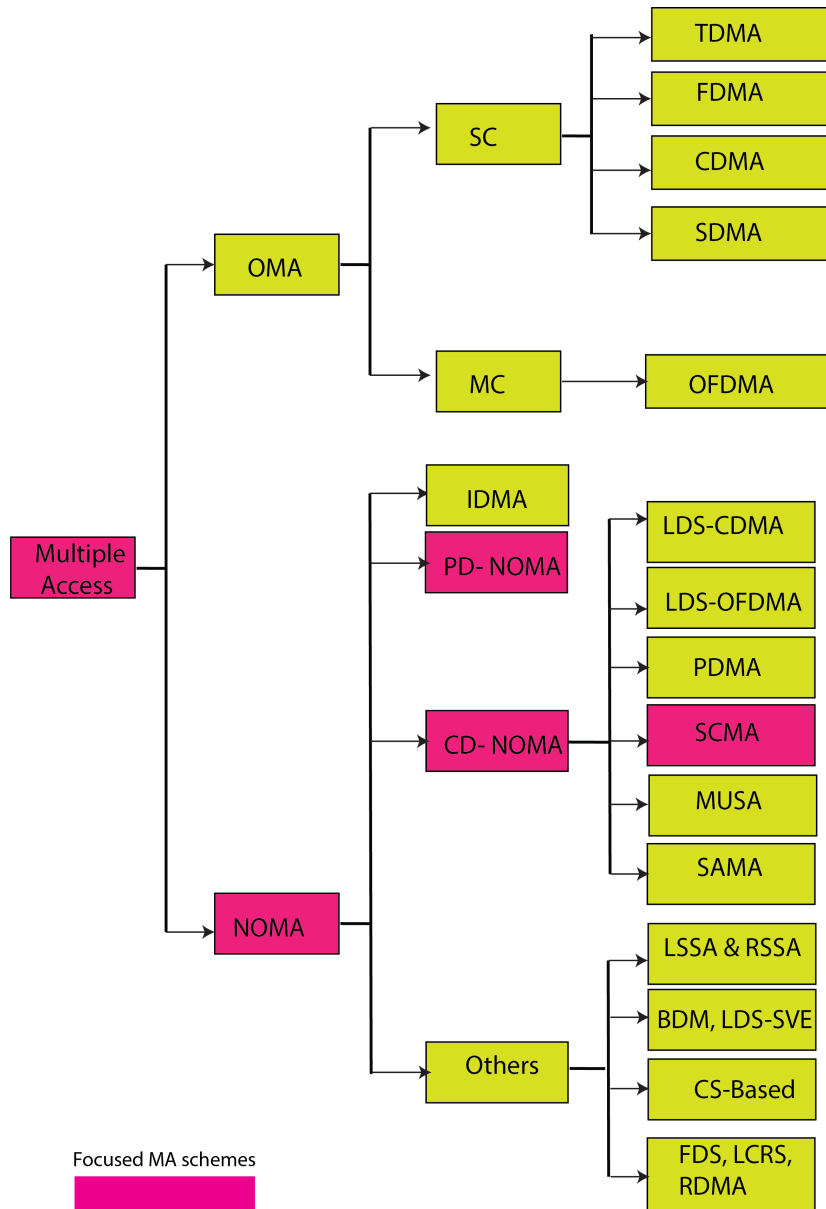 TDMA
FDMA
SC
CDMA
SDMA
OMA
MC
OFDMA
IDMA
LDS-CDMA
Multiple
Access
PD- NOMA
LDS-OFDMA
PDMA
CD- NOMA
SCMA
MUSA
SAMA
NOMA
LSSA & RSSA
BDM, LDS-SVE
Others
CS-Based
FDS, LCRS,
RDMA
Focused MA schemes